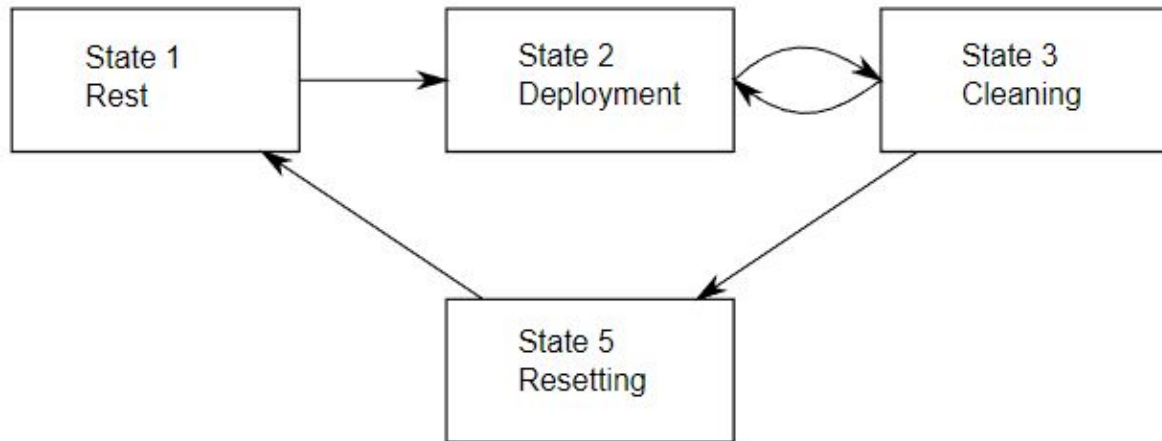 State 1
Rest
State 2
Deployment
State 3
Cleaning
State 5
Resetting